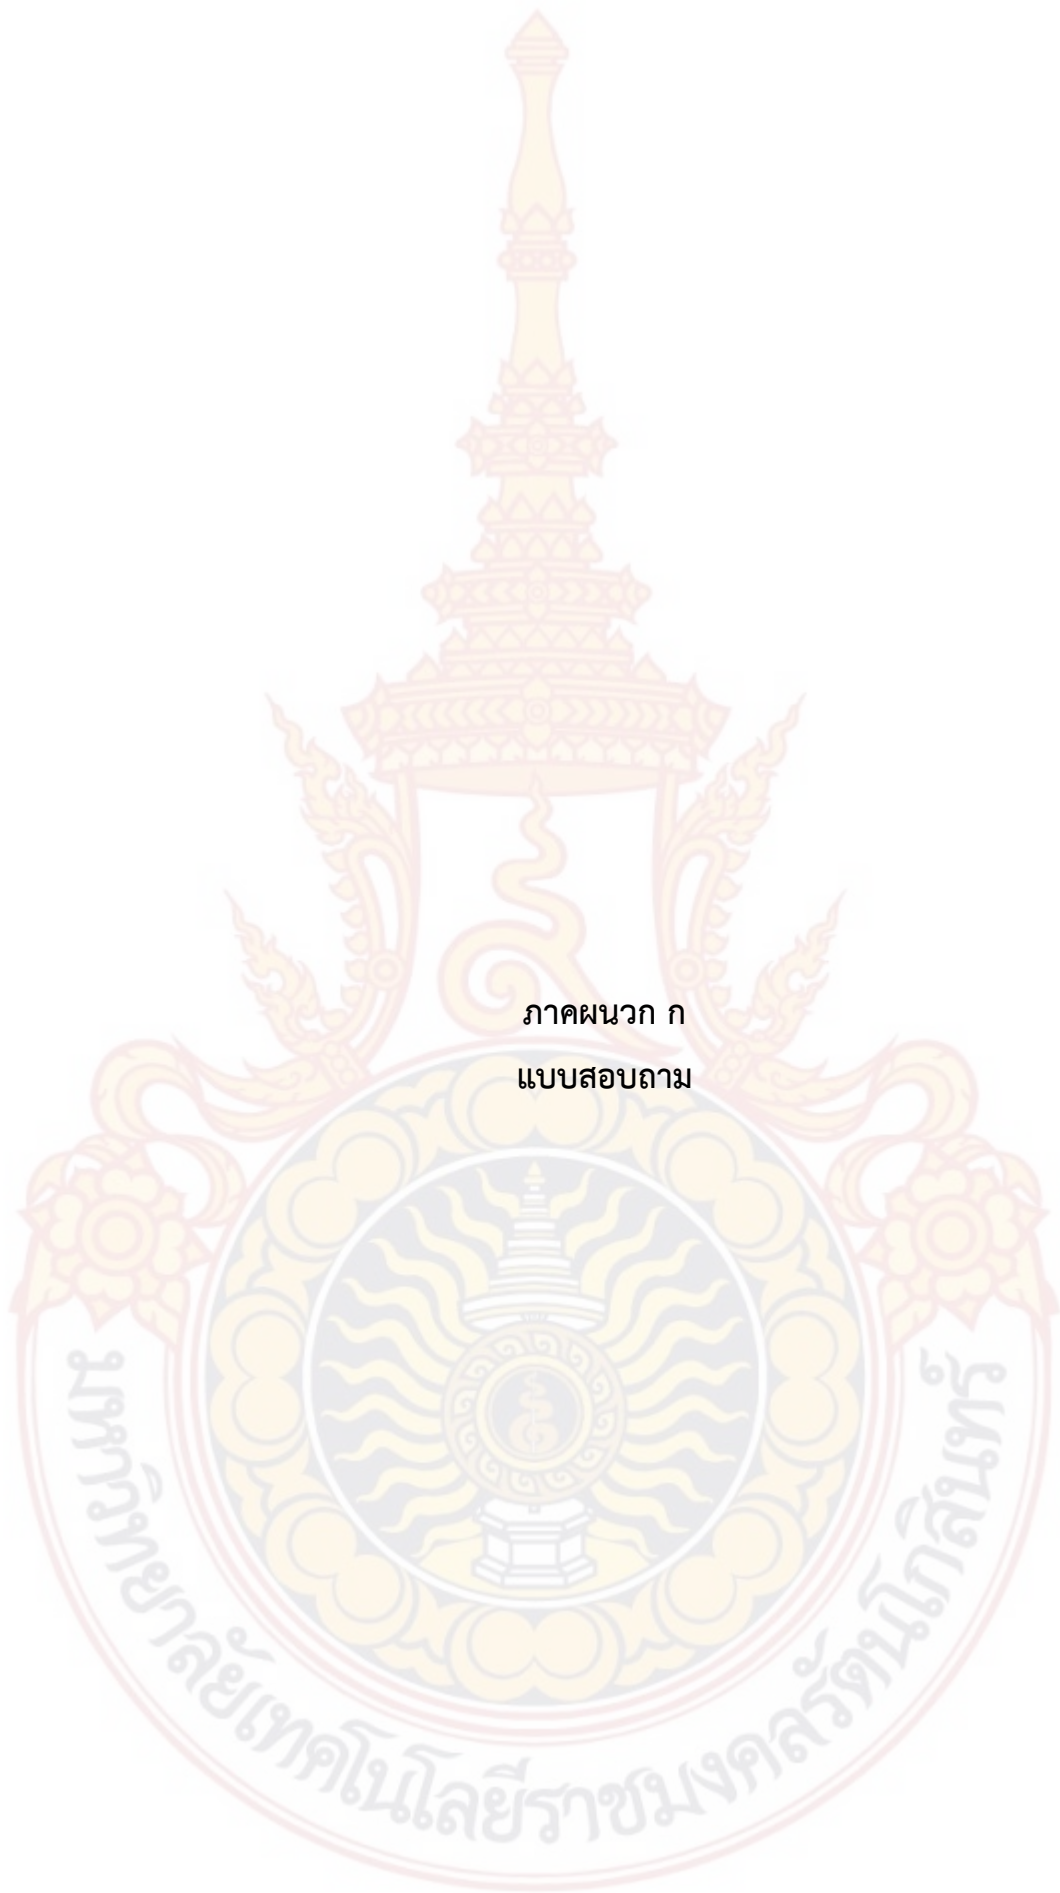 ภาคผนวก ก
แบบสอบถาม
มหาวิทยาลัยเทคโนโลยีราชมงคลรัตนโกสินทร์